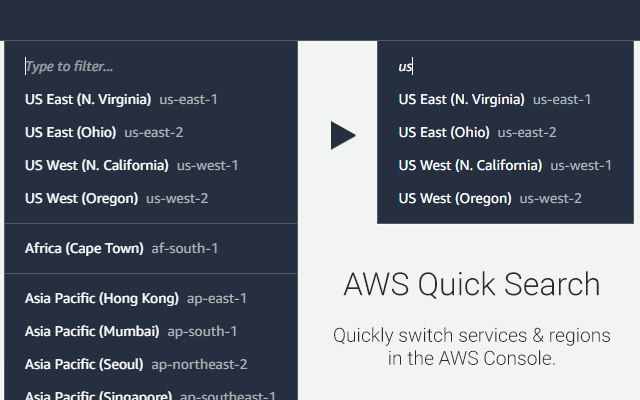 Type to filter...
US East (N. Virginia) us-east-1
US East (Ohio) us-east-2
US West (N. California) us-west-1
US West (Oregon) us-west-2
Africa (Cape Town) af-south-1
Asia Pacific (Hong Kong) ap-east-1
Asia Pacific (Mumbai) ap-south-1
Asia Pacific (Seoul) ap-northeast-2
Asia Pacific (Singapore) ap-southeast-1
us
US East (N. Virginia) us-east-1
US East (Ohio) us-east-2
US West (N. California) us-west-1
US West (Oregon) us-west-2
AWS Quick Search
Quickly switch services & regions
in the AWS Console.